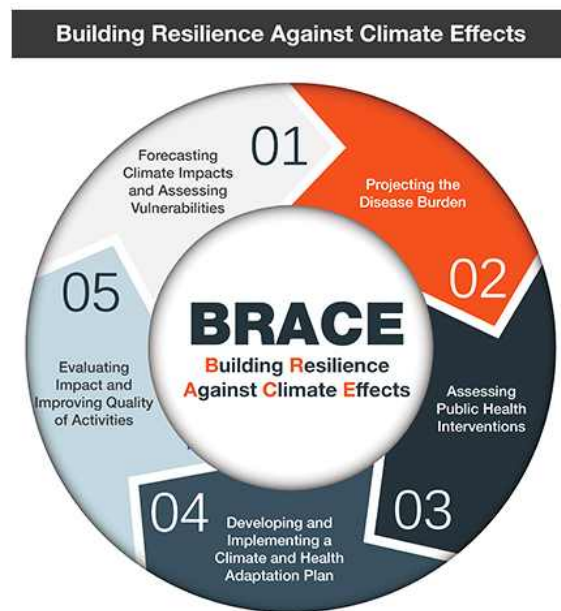 Building Resilience Against Climate Effects
01
Forecasting
Climate Impacts
and Assessing
Vulnerabilities
Projecting the
Disease Burden
02
Assessing
Public Health
Interventions
03
04
Developing and
Implementing a
Climate and Health
Adaptation Plan
05
Evaluating
Impact and
Improving Quality
of Activities
BRACE
Building Resilience
Against Climate Effects